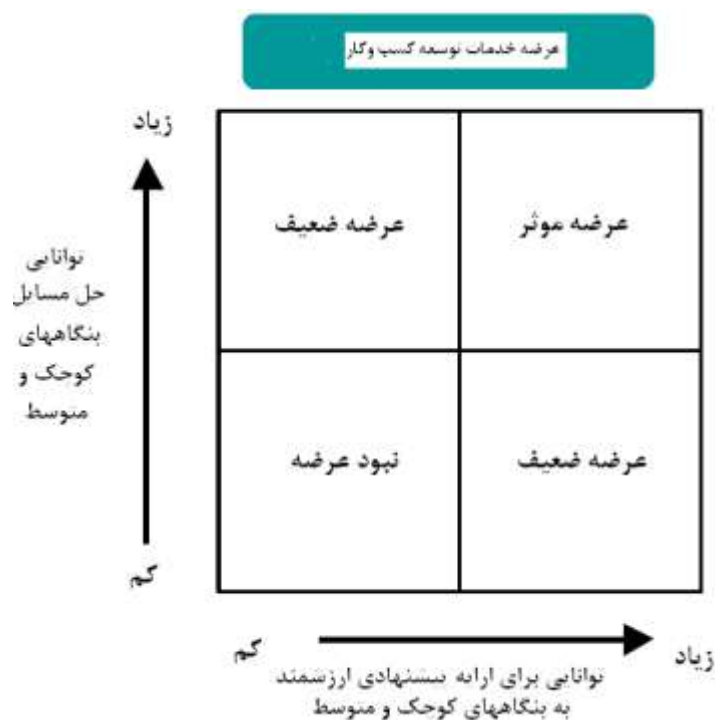 عرضه خدمات توسعه کسب وکار
زیاد
عرضه موثر
عرضه ضعیف
توانایی
حل مسایل
بنگاههای
کوچک و
متوسط
عرضه ضعیف
نبود عرضه
کم
زیاد
کم
توانایی برای ارایه پیشنهادی ارزشمند
به بنگاههای کوچک و متوسط